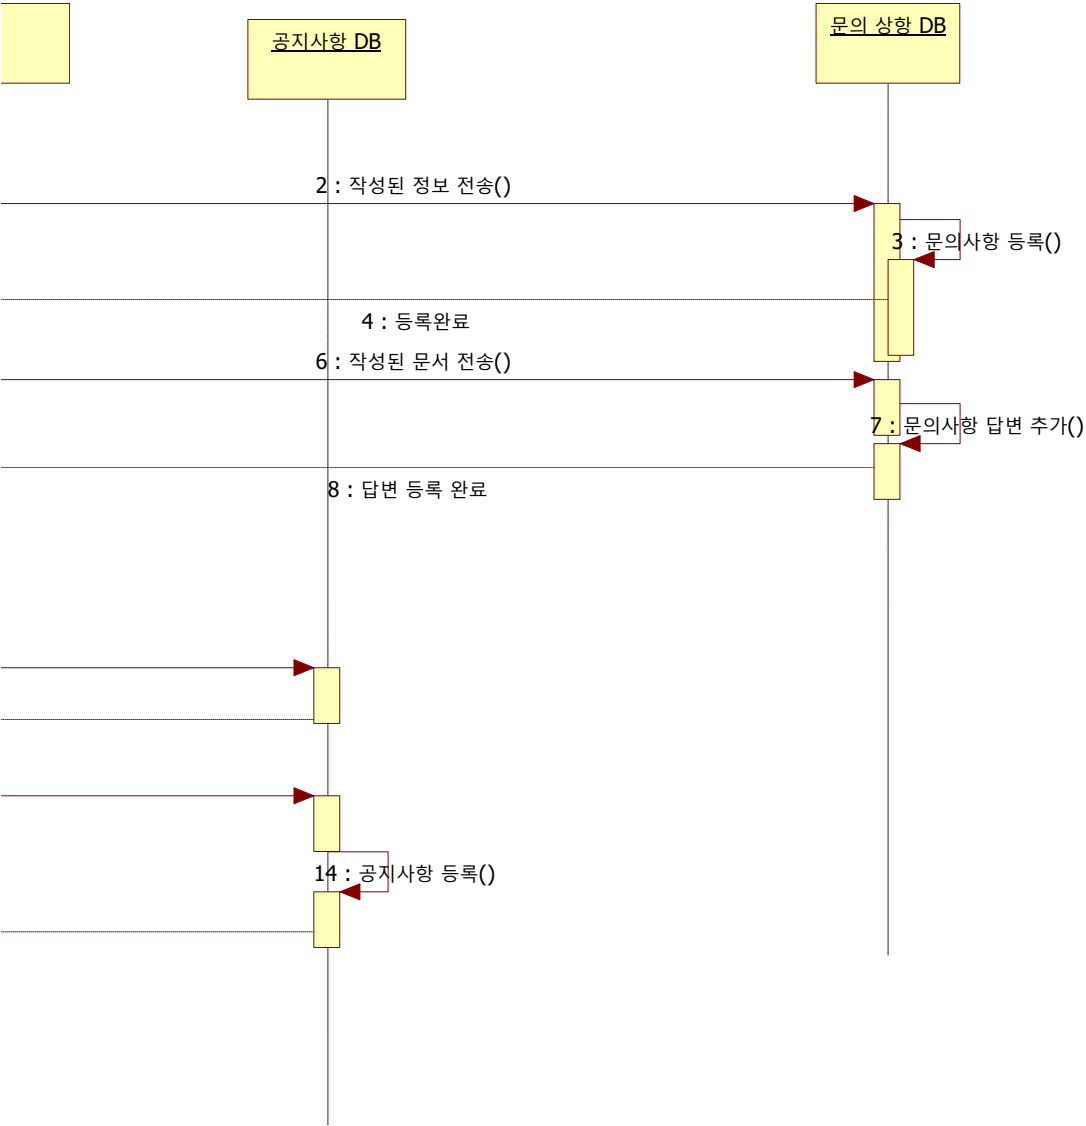 공지사항 DB
문의 상항 DB
2 : 작성된 정보 전송()
3 : 문의사항 등록()
4 : 등록완료
6 : 작성된 문서 전송()
7 : 문의사항 답변 추가()
8 : 답변 등록 완료
14 : 공지사항 등록()